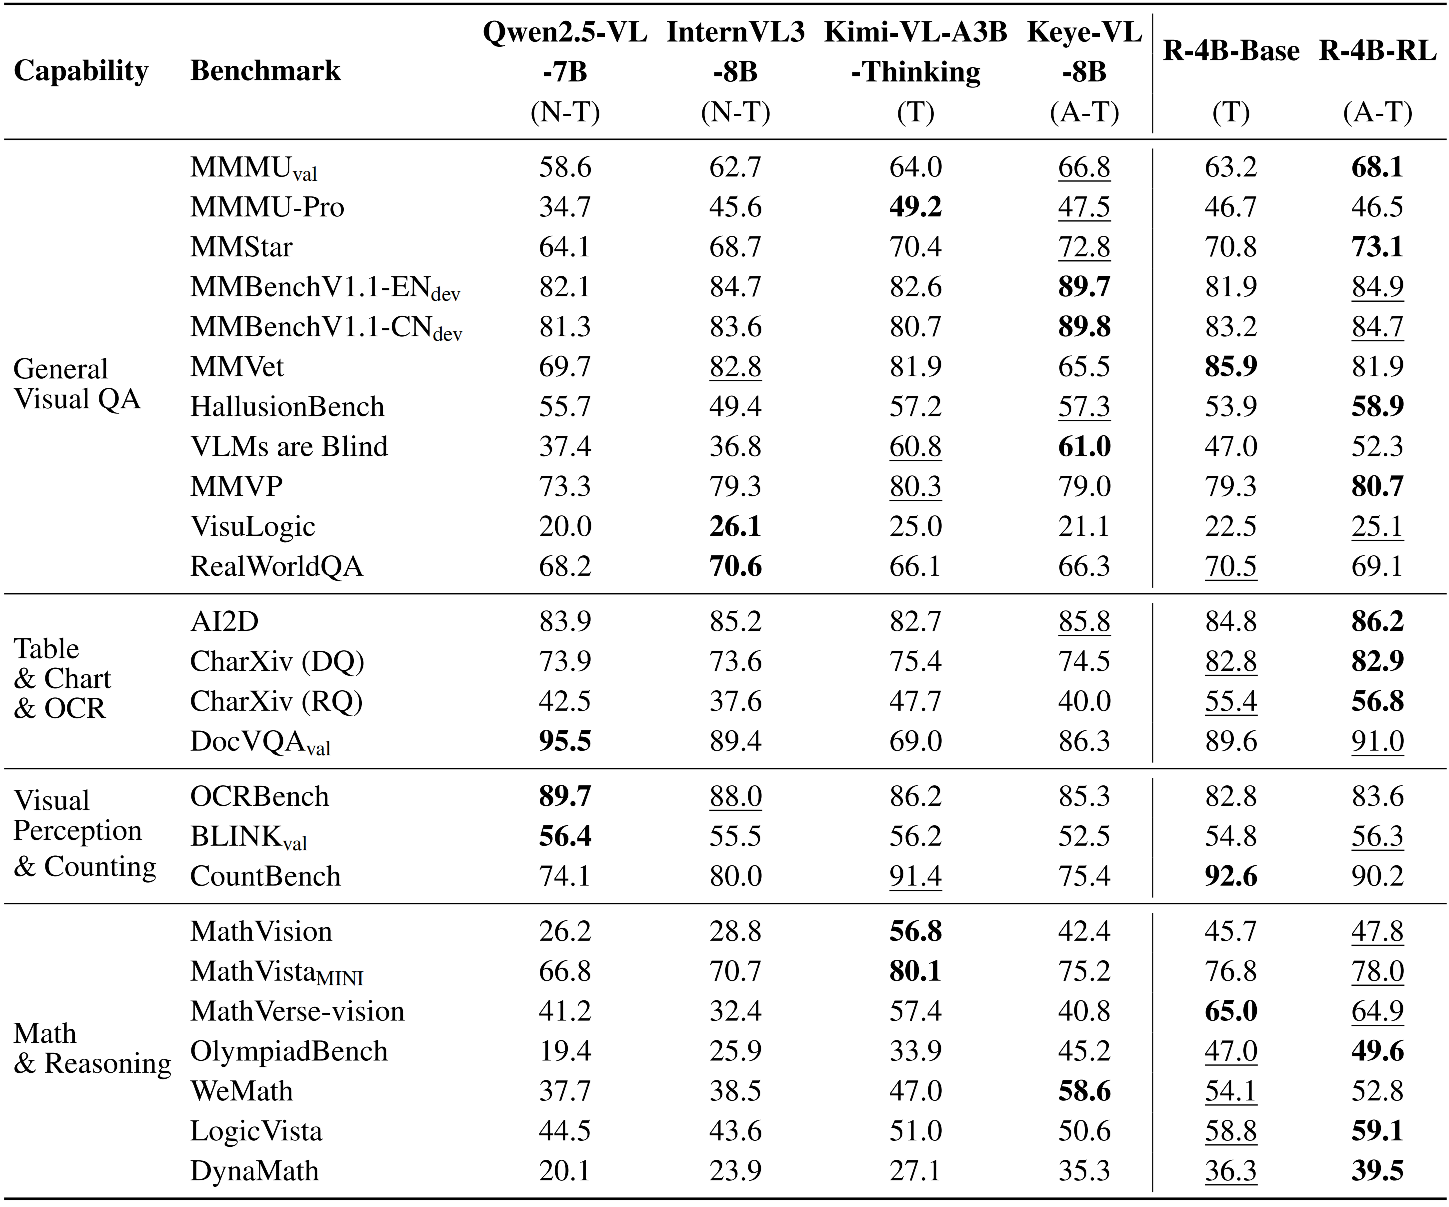 Capability Benchmark Qwen2.5-VL InternVL3 Kimi-VL-A3B Keye-VL R-4B-Base R-4B-RL
-7B -8B -Thinking -8B
(N-T) (N-T) (T) (A-T) (T) (A-T)
General
Visual QA
MMMUval 58.6 62.7 64.0 66.8 63.2 68.1
MMMU-Pro 34.7 45.6 49.2 47.5 46.7 46.5
MMStar 64.1 68.7 70.4 72.8 70.8 73.1
MMBenchV1.1-ENdev 82.1 84.7 82.6 89.7 81.9 84.9
MMBenchV1.1-CNdev 81.3 83.6 80.7 89.8 83.2 84.7
MMVet 69.7 82.8 81.9 65.5 85.9 81.9
HallusionBench 55.7 49.4 57.2 57.3 53.9 58.9
VLMs are Blind 37.4 36.8 60.8 61.0 47.0 52.3
MMVP 73.3 79.3 80.3 79.0 79.3 80.7
VisuLogic 20.0 26.1 25.0 21.1 22.5 25.1
RealWorldQA 68.2 70.6 66.1 66.3 70.5 69.1
Table
& Chart
& OCR
AI2D 83.9 85.2 82.7 85.8 84.8 86.2
CharXiv (DQ) 73.9 73.6 75.4 74.5 82.8 82.9
CharXiv (RQ) 42.5 37.6 47.7 40.0 55.4 56.8
DocVQAval 95.5 89.4 69.0 86.3 89.6 91.0
Visual
Perception
& Counting
OCRBench 89.7 88.0 86.2 85.3 82.8 83.6
BLINKval 56.4 55.5 56.2 52.5 54.8 56.3
CountBench 74.1 80.0 91.4 75.4 92.6 90.2
Math
& Reasoning
MathVision 26.2 28.8 56.8 42.4 45.7 47.8
MathVistaMINI 66.8 70.7 80.1 75.2 76.8 78.0
MathVerse-vision 41.2 32.4 57.4 40.8 65.0 64.9
OlympiadBench 19.4 25.9 33.9 45.2 47.0 49.6
WeMath 37.7 38.5 47.0 58.6 54.1 52.8
LogicVista 44.5 43.6 51.0 50.6 58.8 59.1
DynaMath 20.1 23.9 27.1 35.3 36.3 39.5